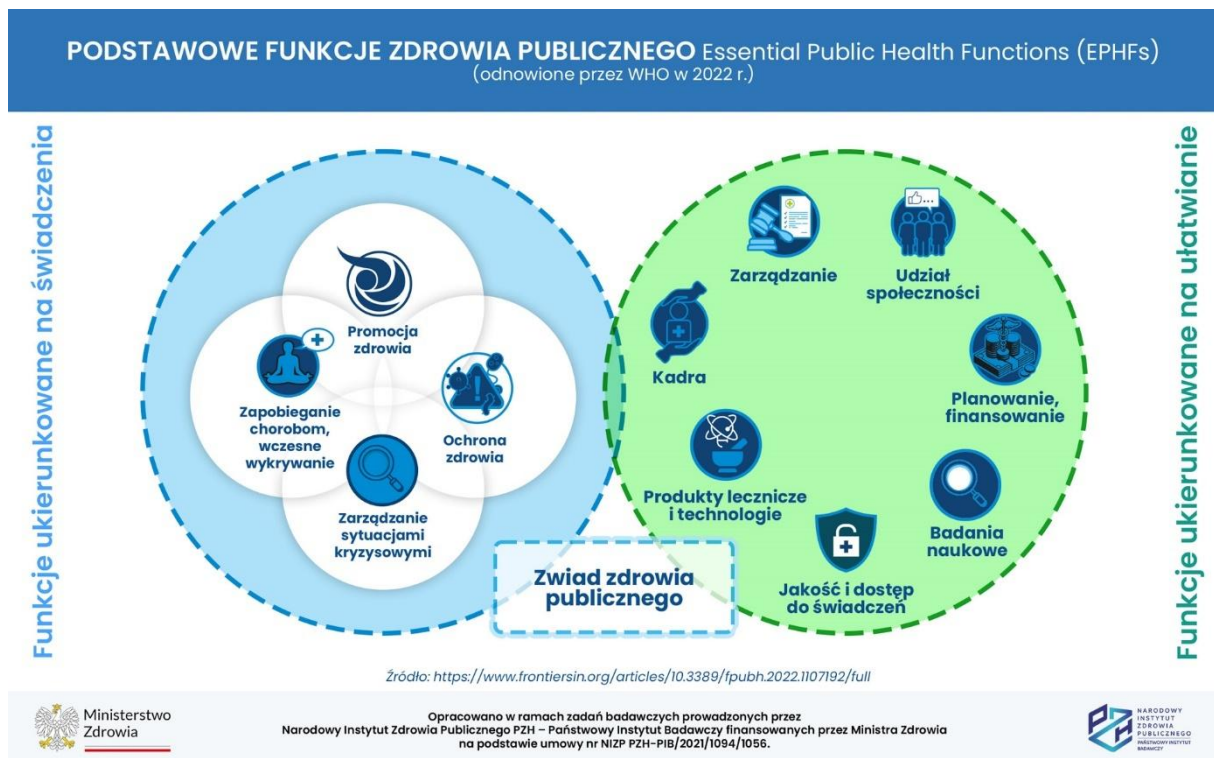 PODSTAWOWE FUNKCJE ZDROWIA PUBLICZNEGO Essential Public Health Functions (EPHFs)
(odnowione przez WHO w 2022 r.)
Funkcje ukierunkowane na świadczenia
Promocja
zdrowia
Zapobieganie
chorobom,
wczesne
wykrywanie
Ochrona
zdrowia
Zarządzanie
sytuacjami
kryzysowymi
Zwiad zdrowia
publicznego
Zarządzanie
Udział
społeczności
Kadra
Planowanie,
finansowanie
Produkty lecznicze
i technologie
Badania
naukowe
Jakość i dostęp
do świadczeń
Funkcje ukierunkowane na ułatwianie
Źródło: https://www.frontiersin.org/articles/10.3389/fpubh.2022.1107192/full
Ministerstwo
Zdrowia
Opracowano w ramach zadań badawczych prowadzonych przez
Narodowy Instytut Zdrowia Publicznego PZH – Państwowy Instytut Badawczy finansowanych przez Ministra Zdrowia
na podstawie umowy nr NIZP PZH-PIB/2021/1094/1056.
PZH
NARODOWY
INSTYTUT
ZDROWIA
PUBLICZNEGO
PAŃSTWOWY INSTYTUT
BADAWCZY